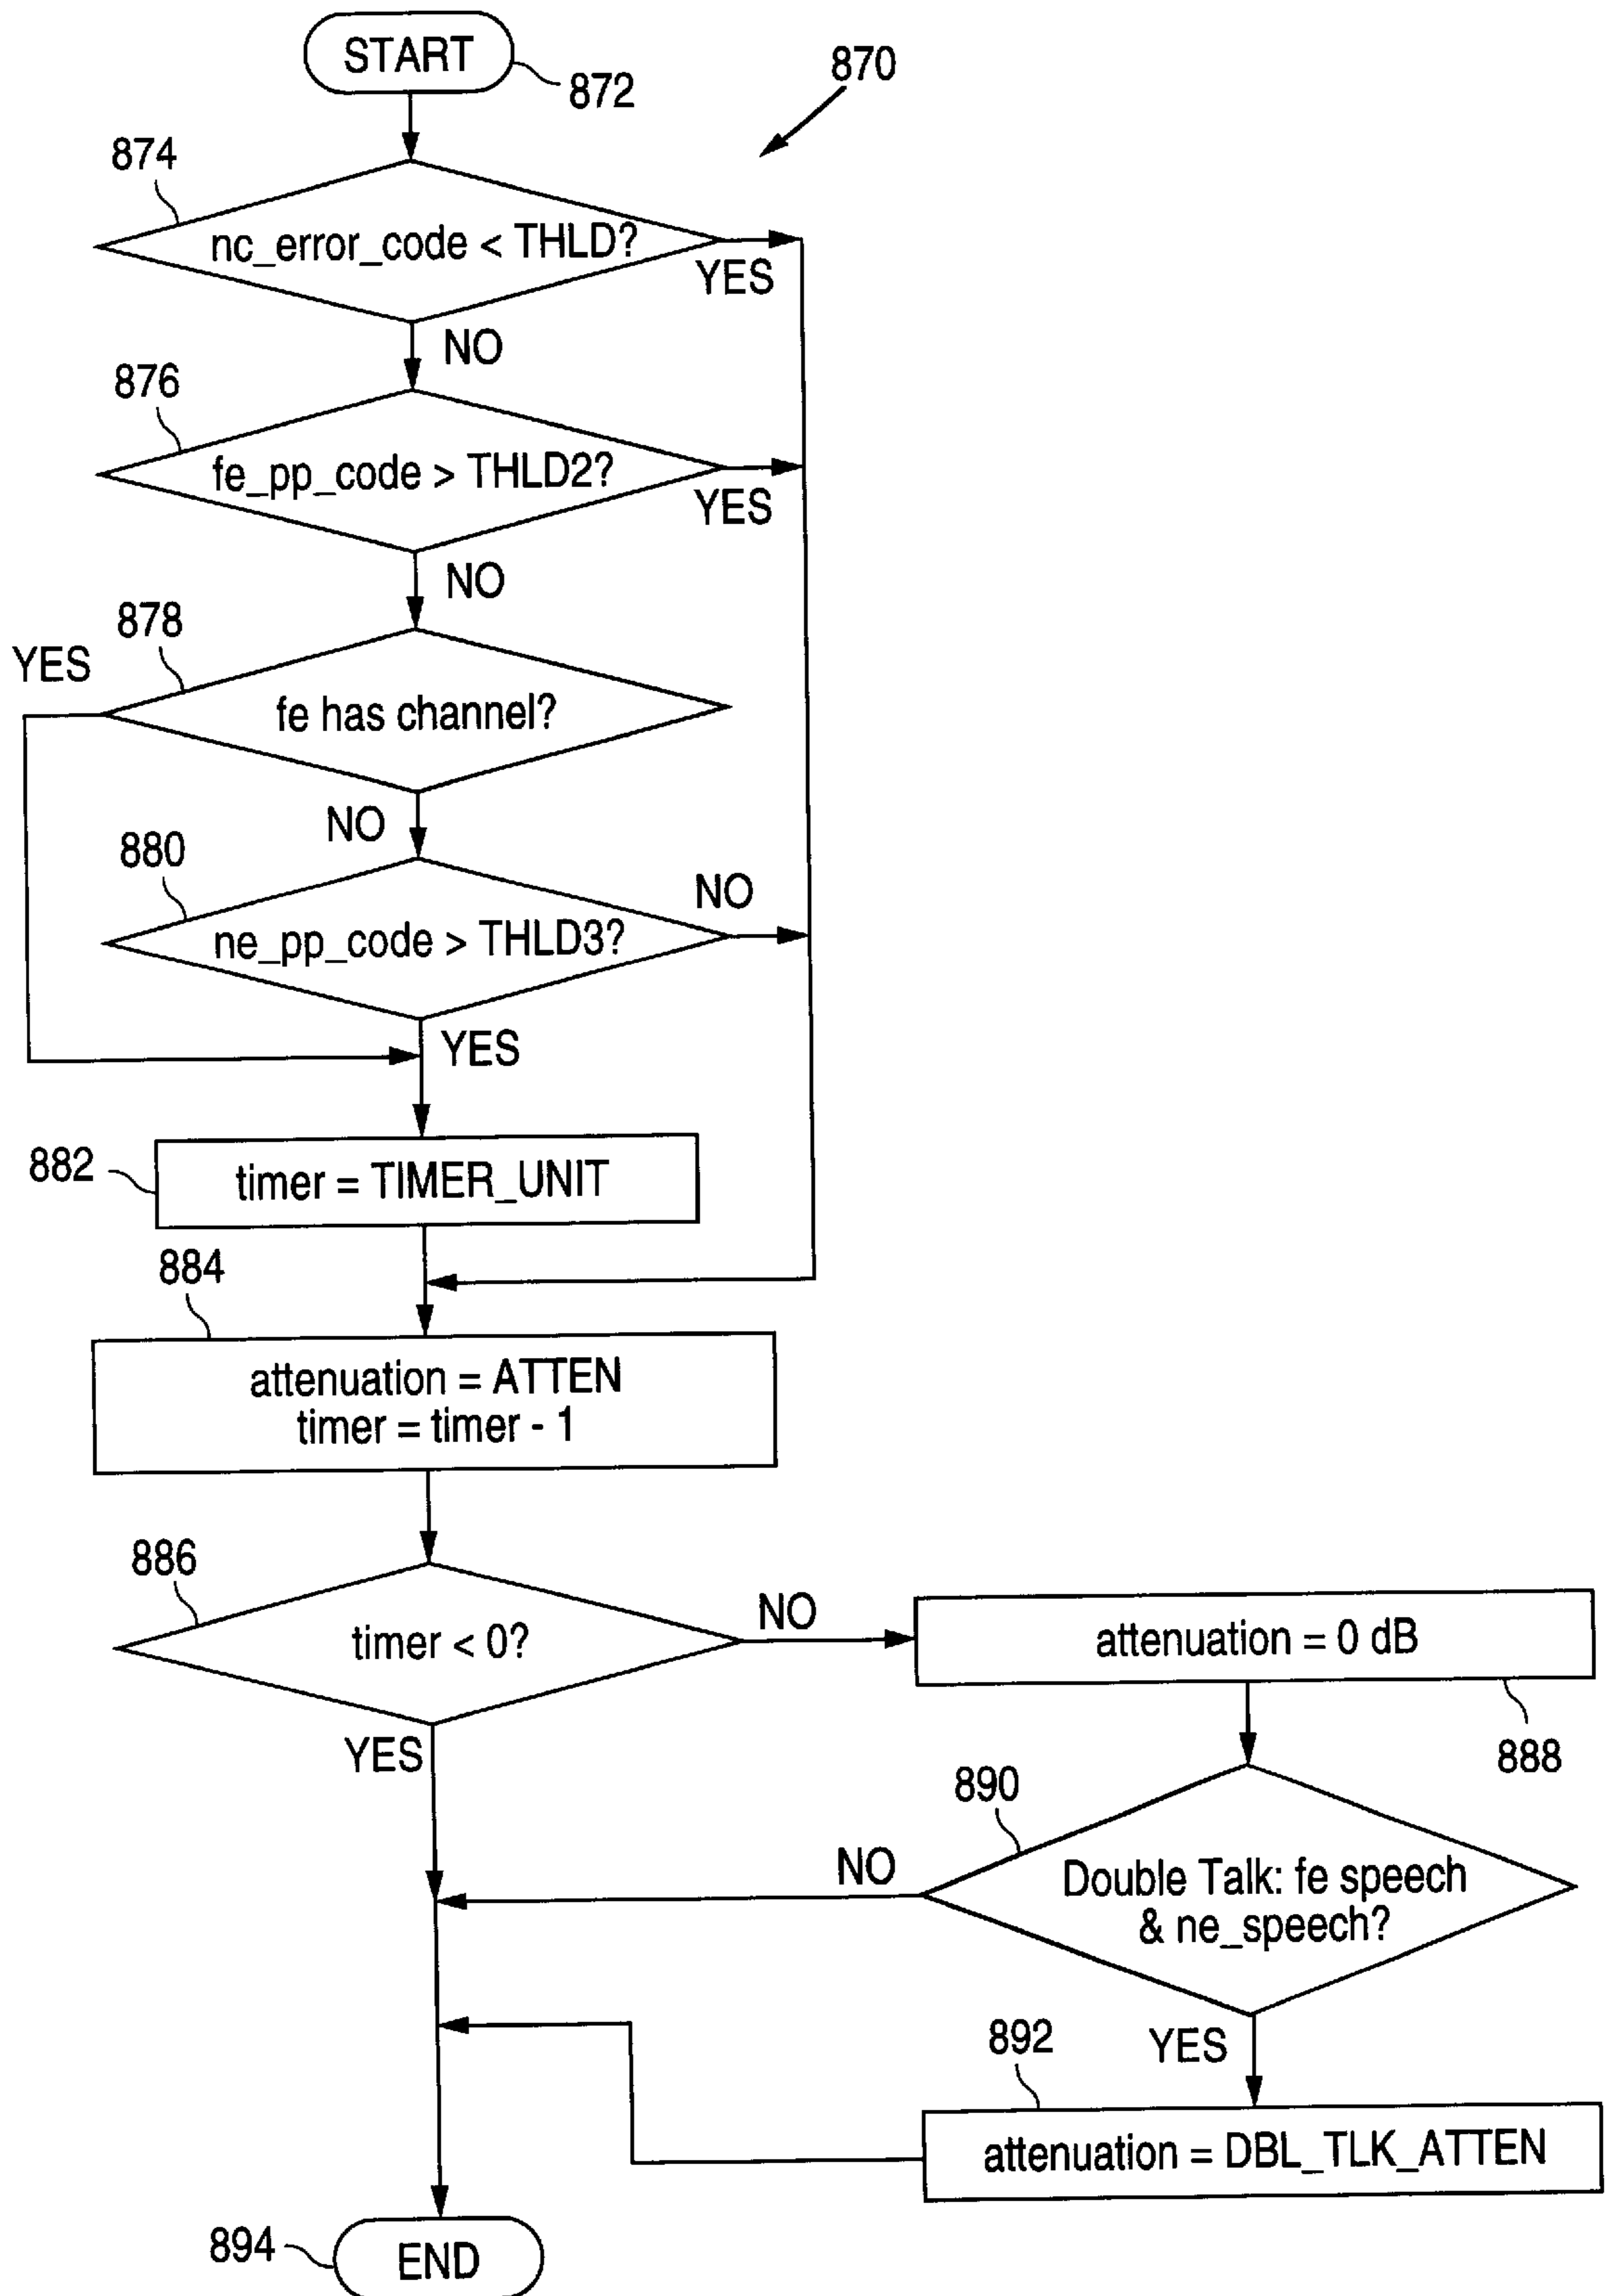 START
872
870
874
nc_error_code < THLD?
YES
NO
876
fe_pp_code > THLD2?
YES
NO
878
YES
fe has channel?
NO
880
NO
ne_pp_code > THLD3?
YES
882
timer = TIMER_UNIT
884
attenuation = ATTEN
timer = timer - 1
886
timer < 0?
NO
attenuation = 0 dB
888
YES
890
NO
Double Talk: fe speech
& ne_speech?
YES
892
attenuation = DBL_TLK_ATTEN
894
END